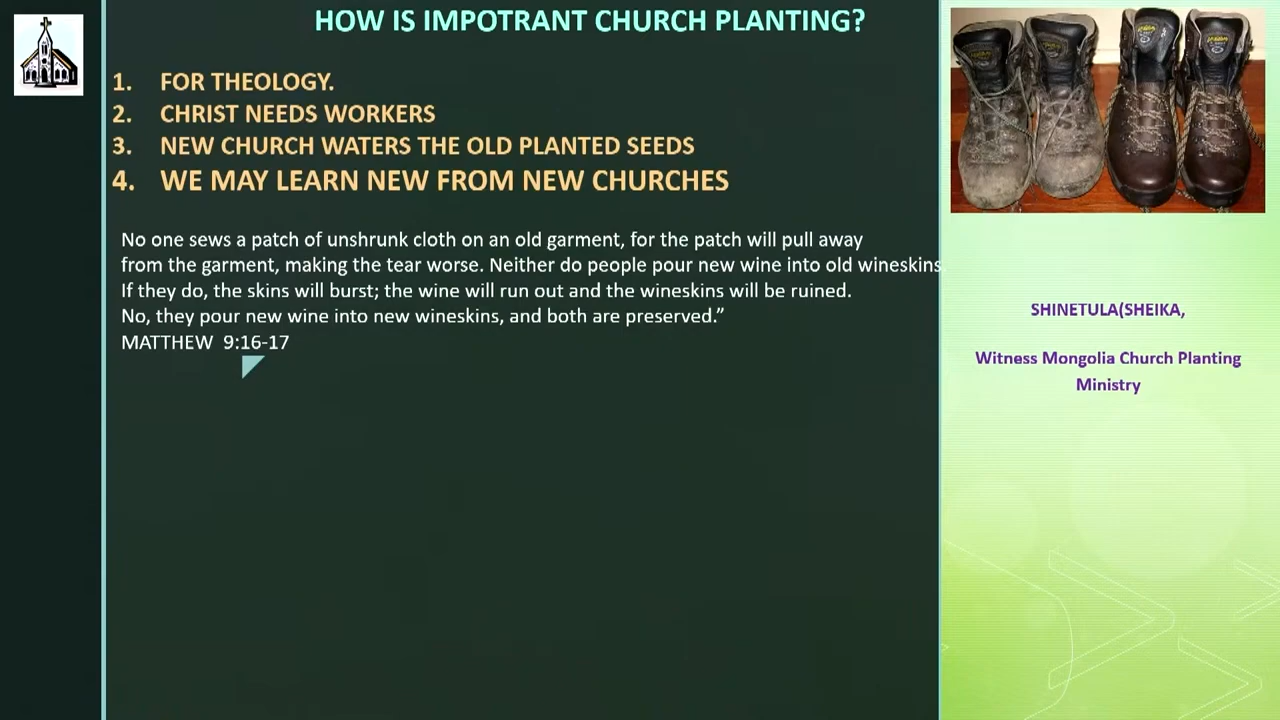 HOW IS IMPOTRANT CHURCH PLANTING?
1. FOR THEOLOGY.
2. CHRIST NEEDS WORKERS
3. NEW CHURCH WATERS THE OLD PLANTED SEEDS
4. WE MAY LEARN NEW FROM NEW CHURCHES
No one sews a patch of unshrunk cloth on an old garment, for the patch will pull away
from the garment, making the tear worse. Neither do people pour new wine into old wineskins.
If they do, the skins will burst; the wine will run out and the wineskins will be ruined.
No, they pour new wine into new wineskins, and both are preserved.”
MATTHEW 9:16-17
SHINETULA(SHEIKA,
Witness Mongolia Church Planting
Ministry